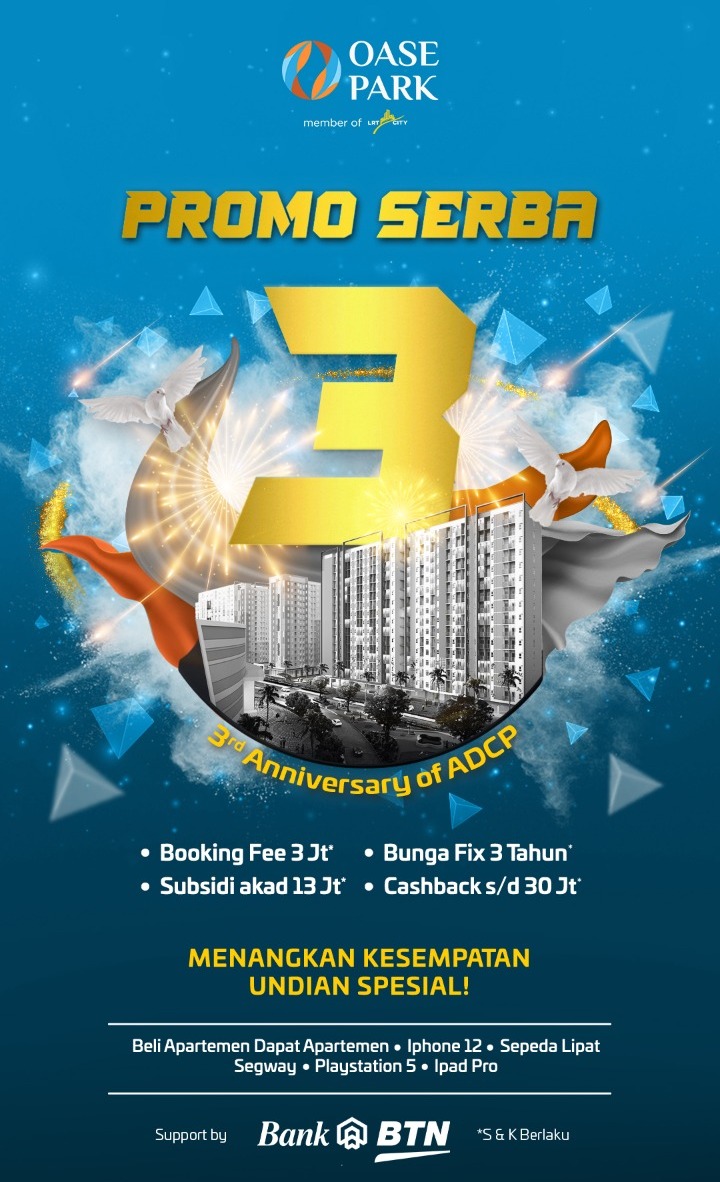 OASE
PARK
member of LRT CITY
PROMO SERBA
3
3rd Anniversary of ADCP
• Booking Fee 3 Jt* • Bunga Fix 3 Tahun*
• Subsidi akad 13 Jt* • Cashback s/d 30 Jt*
MENANGKAN KESEMPATAN
UNDIAN SPESIAL!
Beli Apartemen Dapat Apartemen • Iphone 12 • Sepeda Lipat
Segway • Playstation 5 • Ipad Pro
Support by Bank BTN *S & K Berlaku